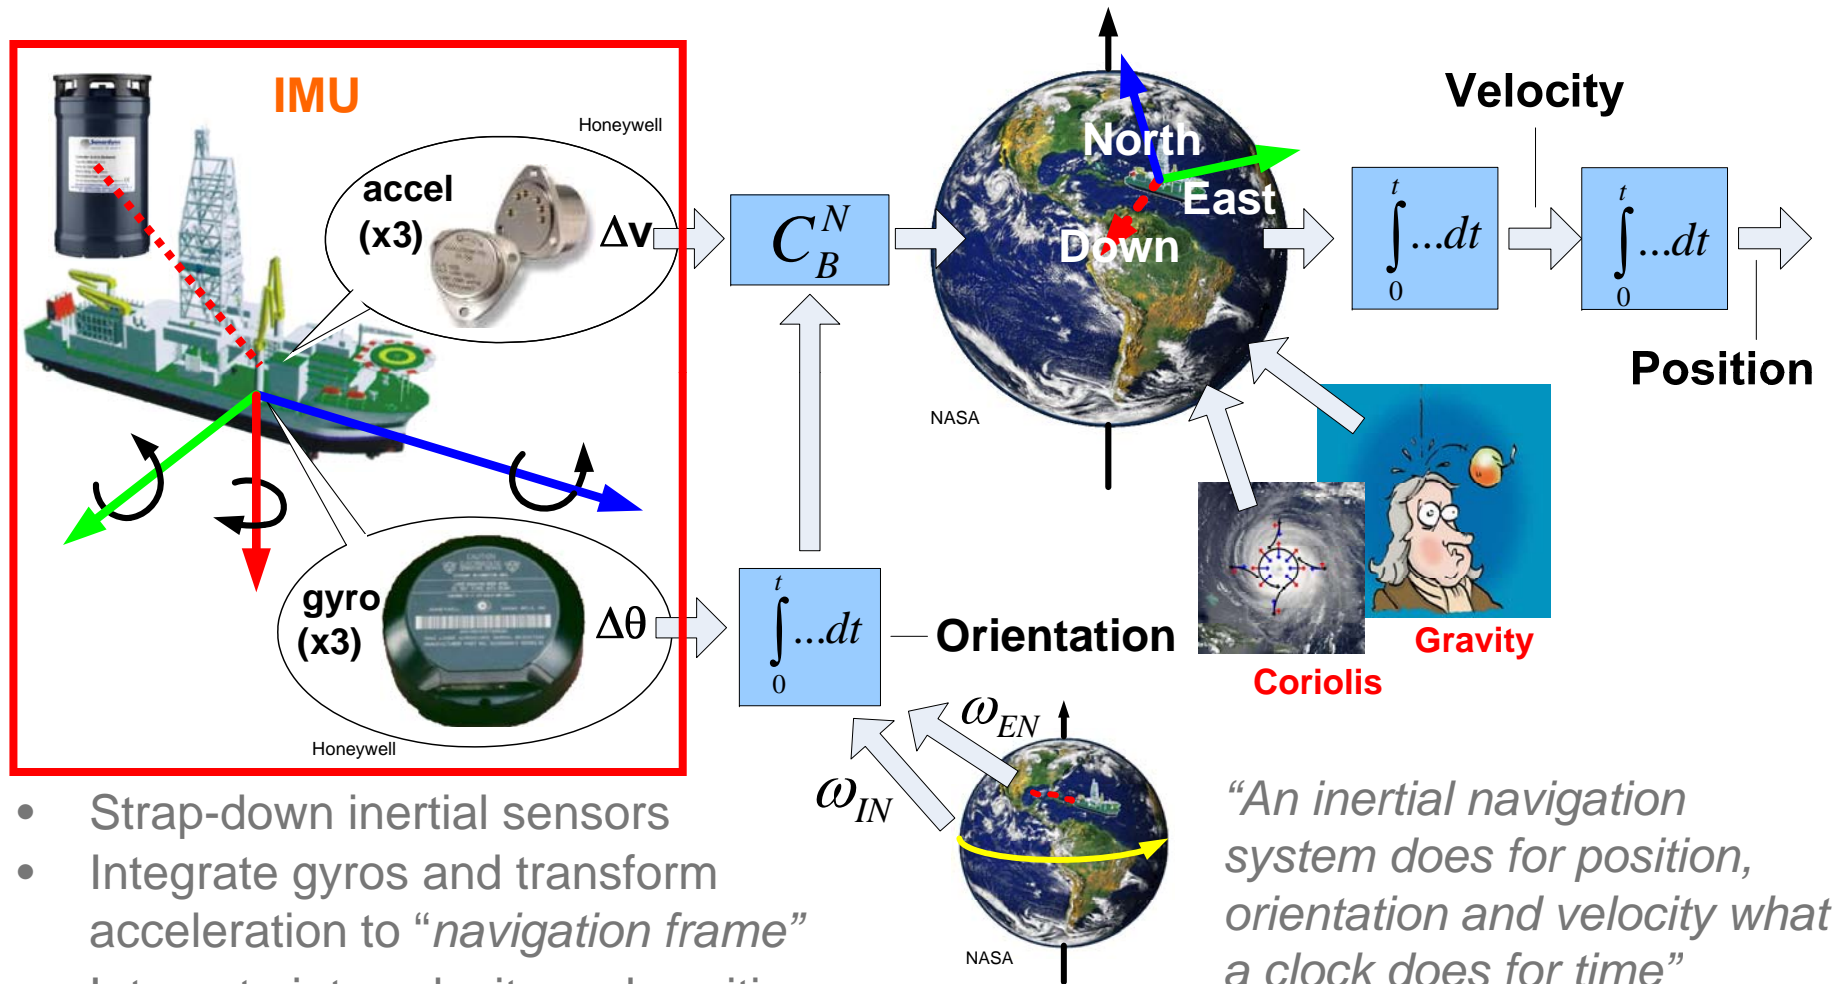 IMU
Honeywell
accel
(x3)
Δv
gyro
(x3)
Δθ
Honeywell
C_B^N
∫_0^t ...dt
Orientation
ω_EN
ω_IN
North
East
Down
NASA
Velocity
∫_0^t ...dt
∫_0^t ...dt
Position
Gravity
Coriolis
NASA
• Strap-down inertial sensors
• Integrate gyros and transform
acceleration to “navigation frame”
“An inertial navigation
system does for position,
orientation and velocity what
a clock does for time”